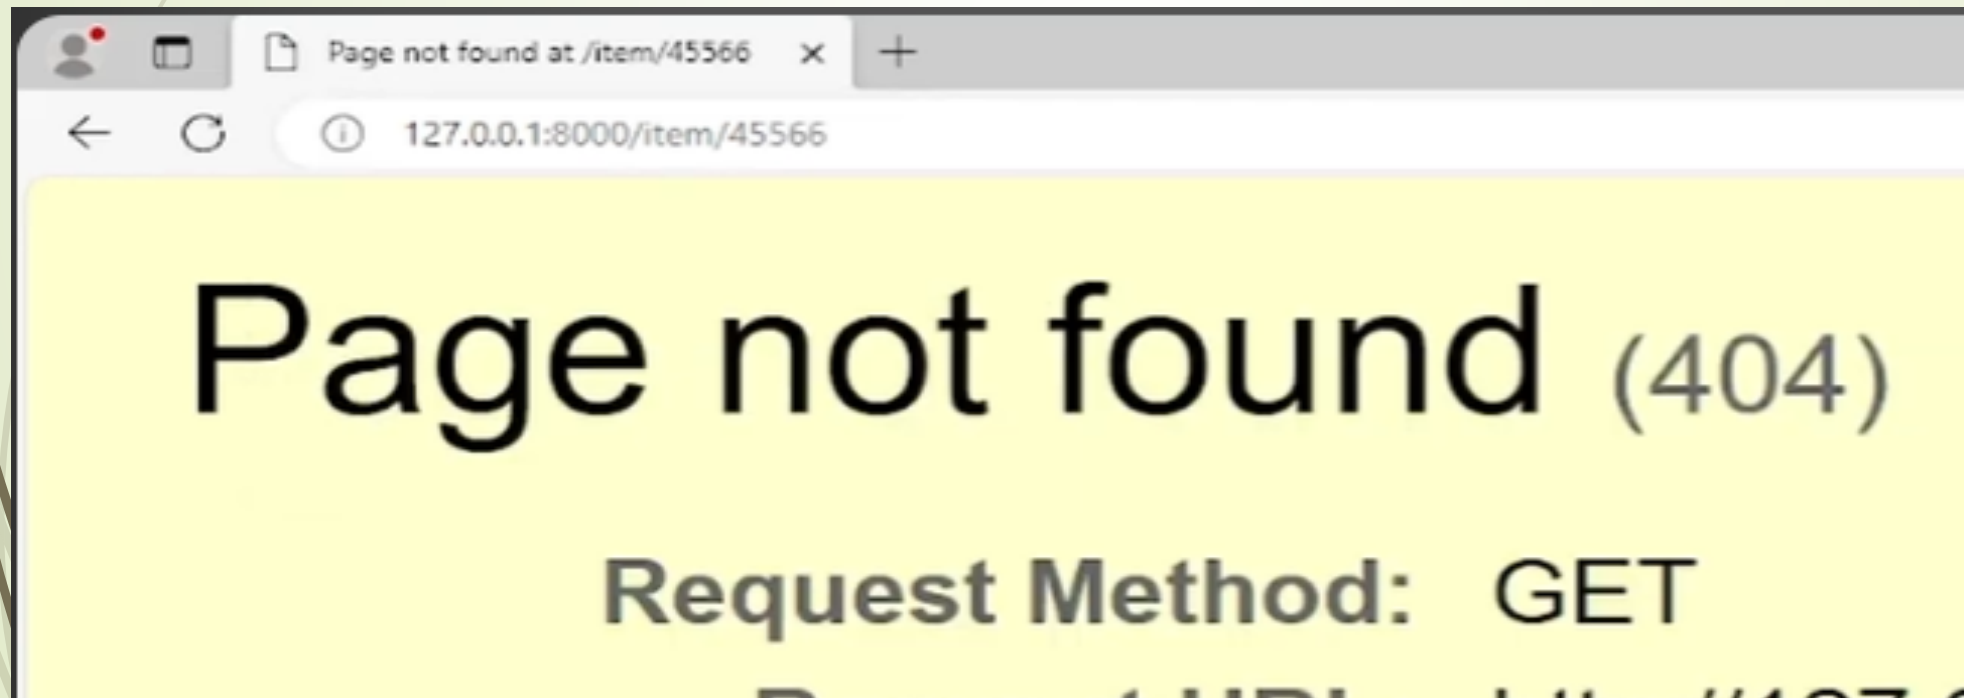 Page not found at /item/45566
127.0.0.1:8000/item/45566
Page not found (404)
Request Method: GET